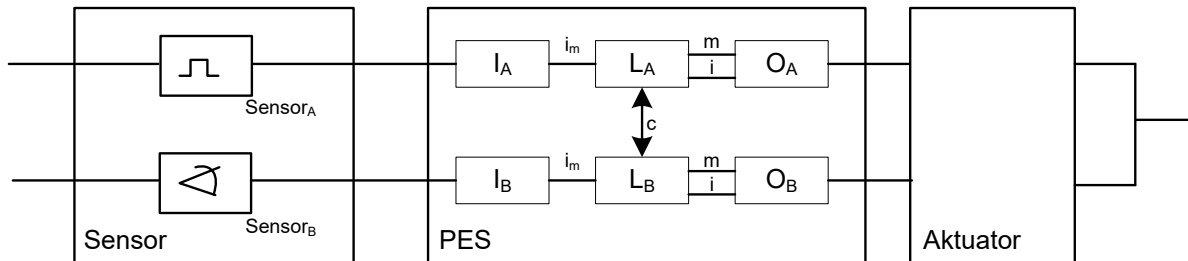 Sensor_A
Sensor_B
Sensor
I_A
i_m
L_A
m
i
O_A
c
I_B
i_m
L_B
m
i
O_B
PES
Aktuator